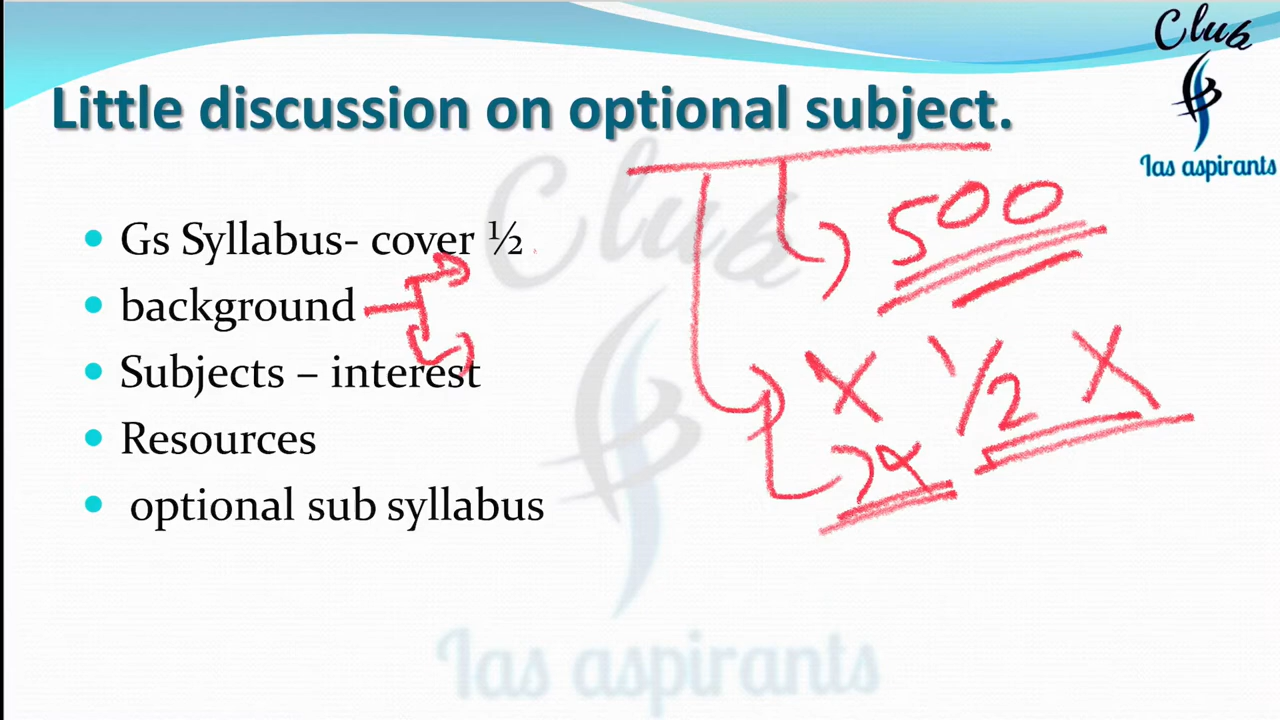 Club
Ias aspirants
Little discussion on optional subject.
Gs Syllabus- cover ½
background
Subjects – interest
Resources
optional sub syllabus
500
X ½ X
Club
Ias aspirants